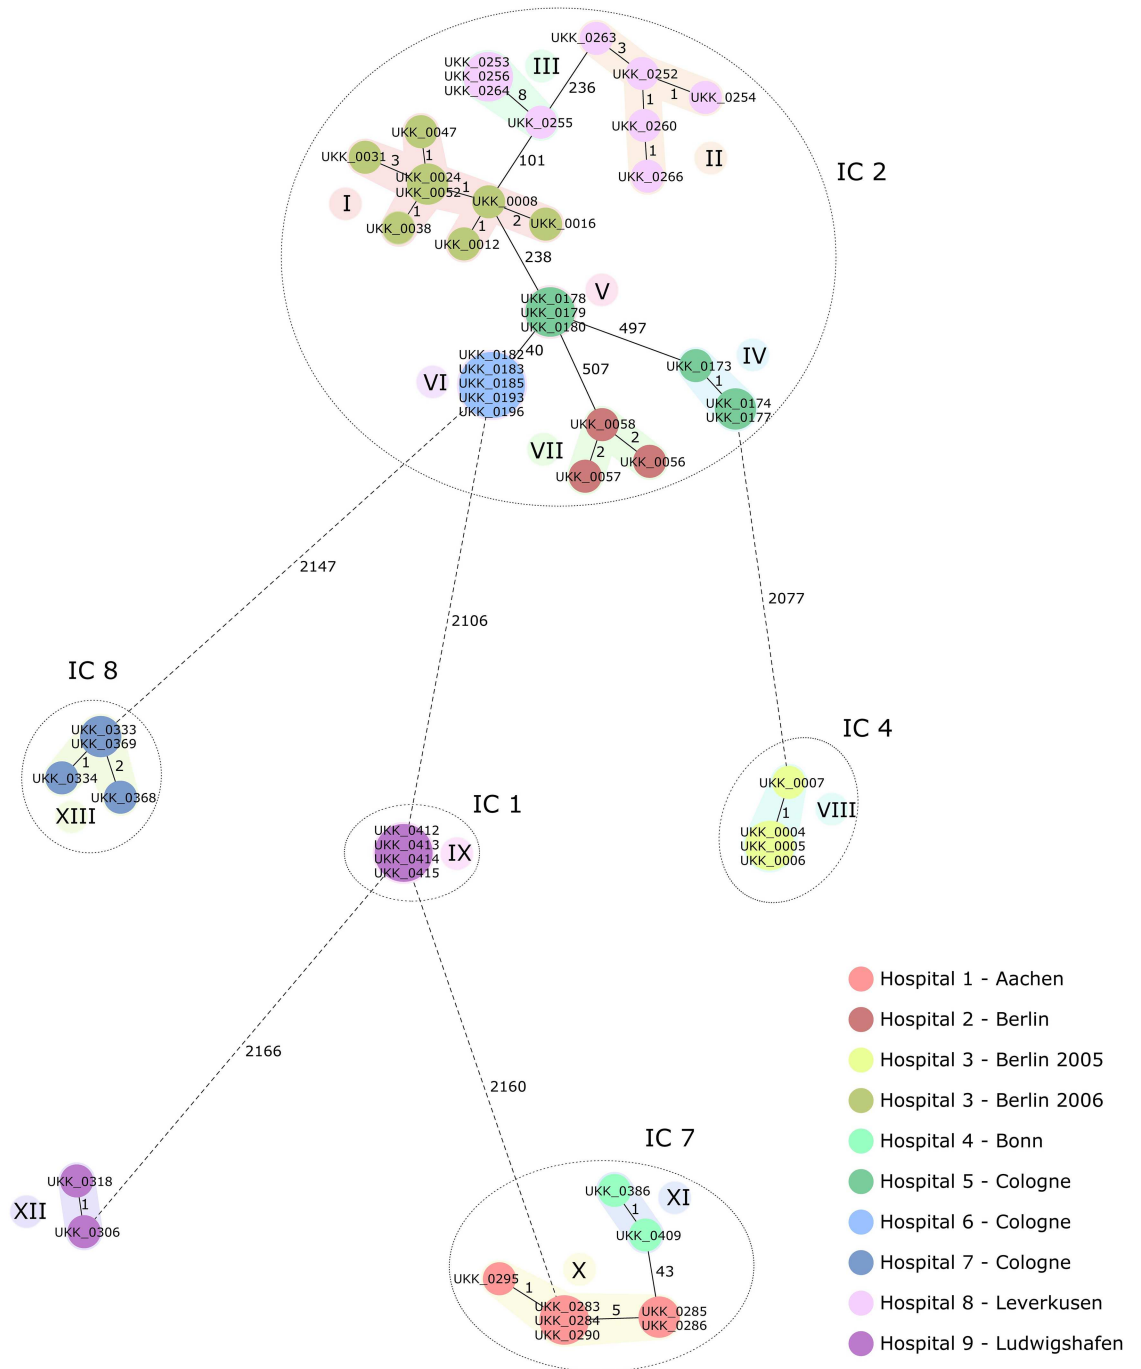 UKK_0263
3
UKK_0253
UKK_0256
UKK_0264
III
UKK_0252
236
8
1
UKK_0254
UKK_0255
1
UKK_0260
UKK_0047
II
1
UKK_0031
3
1
101
UKK_0266
IC 2
UKK_0024
UKK_0052
1
I
UKK_0008
1
2
UKK_0016
UKK_0038
1
UKK_0012
238
V
UKK_0178
UKK_0179
UKK_0180
497
40
UKK_0182
UKK_0183
UKK_0185
UKK_0193
UKK_0196
VI
507
UKK_0173
IV
1
UKK_0174
UKK_0177
UKK_0058
2
VII
2
UKK_0056
UKK_0057
2147
2106
2077
IC 8
UKK_0333
UKK_0369
1
2
UKK_0334
UKK_0368
XIII
IC 4
UKK_0007
1
VIII
UKK_0004
UKK_0005
UKK_0006
IC 1
UKK_0412
UKK_0413
UKK_0414
UKK_0415
IX
2166
2160
UKK_0318
1
XII
UKK_0306
IC 7
UKK_0386
XI
1
UKK_0409
X
43
UKK_0295
1
UKK_0283
UKK_0284
UKK_0290
5
UKK_0285
UKK_0286
Hospital 1 - Aachen
Hospital 2 - Berlin
Hospital 3 - Berlin 2005
Hospital 3 - Berlin 2006
Hospital 4 - Bonn
Hospital 5 - Cologne
Hospital 6 - Cologne
Hospital 7 - Cologne
Hospital 8 - Leverkusen
Hospital 9 - Ludwigshafen